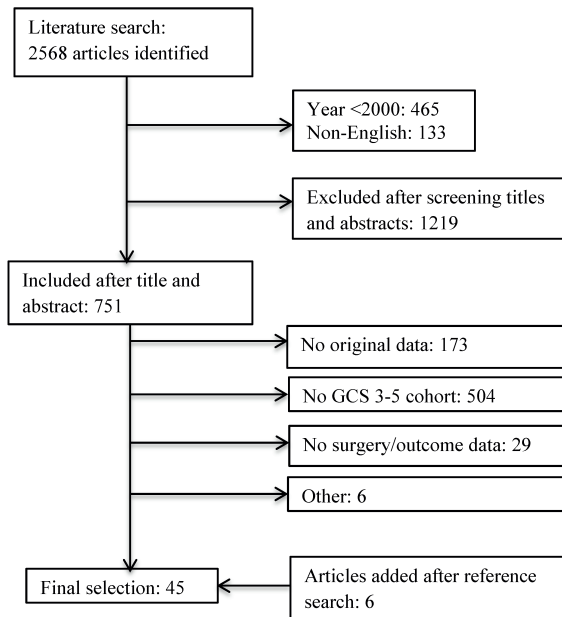 Literature search:
2568 articles identified
Year <2000: 465
Non-English: 133
Excluded after screening titles
and abstracts: 1219
Included after title and
abstract: 751
No original data: 173
No GCS 3-5 cohort: 504
No surgery/outcome data: 29
Other: 6
Final selection: 45
Articles added after reference
search: 6